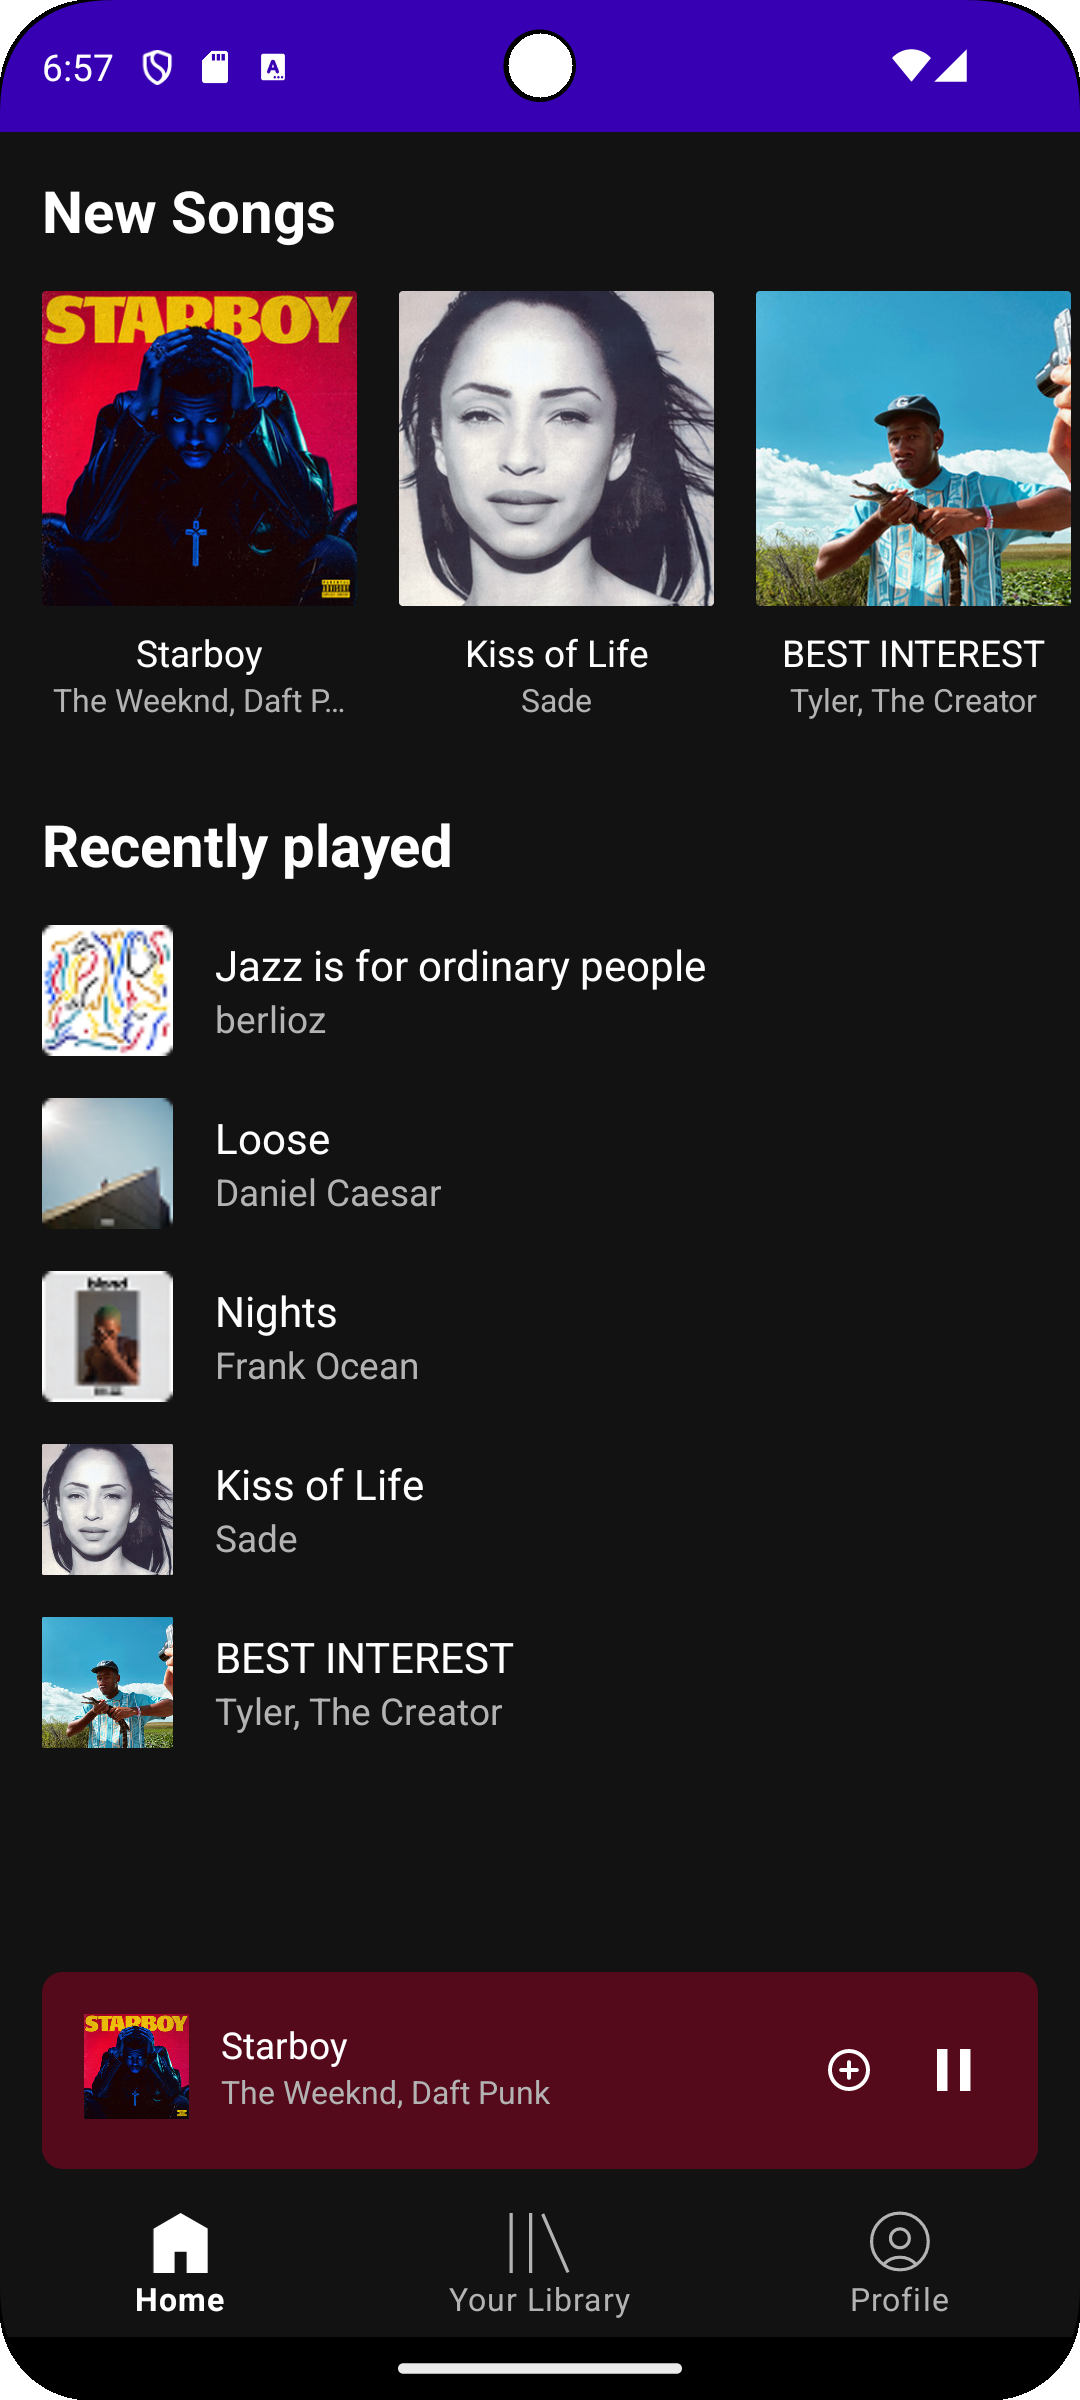 6:57
New Songs
STARBOY
Starboy
The Weeknd, Daft P...
Kiss of Life
Sade
BEST INTEREST
Tyler, The Creator
Recently played
Jazz is for ordinary people
berlioz
Loose
Daniel Caesar
Nights
Frank Ocean
Kiss of Life
Sade
BEST INTEREST
Tyler, The Creator
STARBOY
Starboy
The Weeknd, Daft Punk
Home
Your Library
Profile